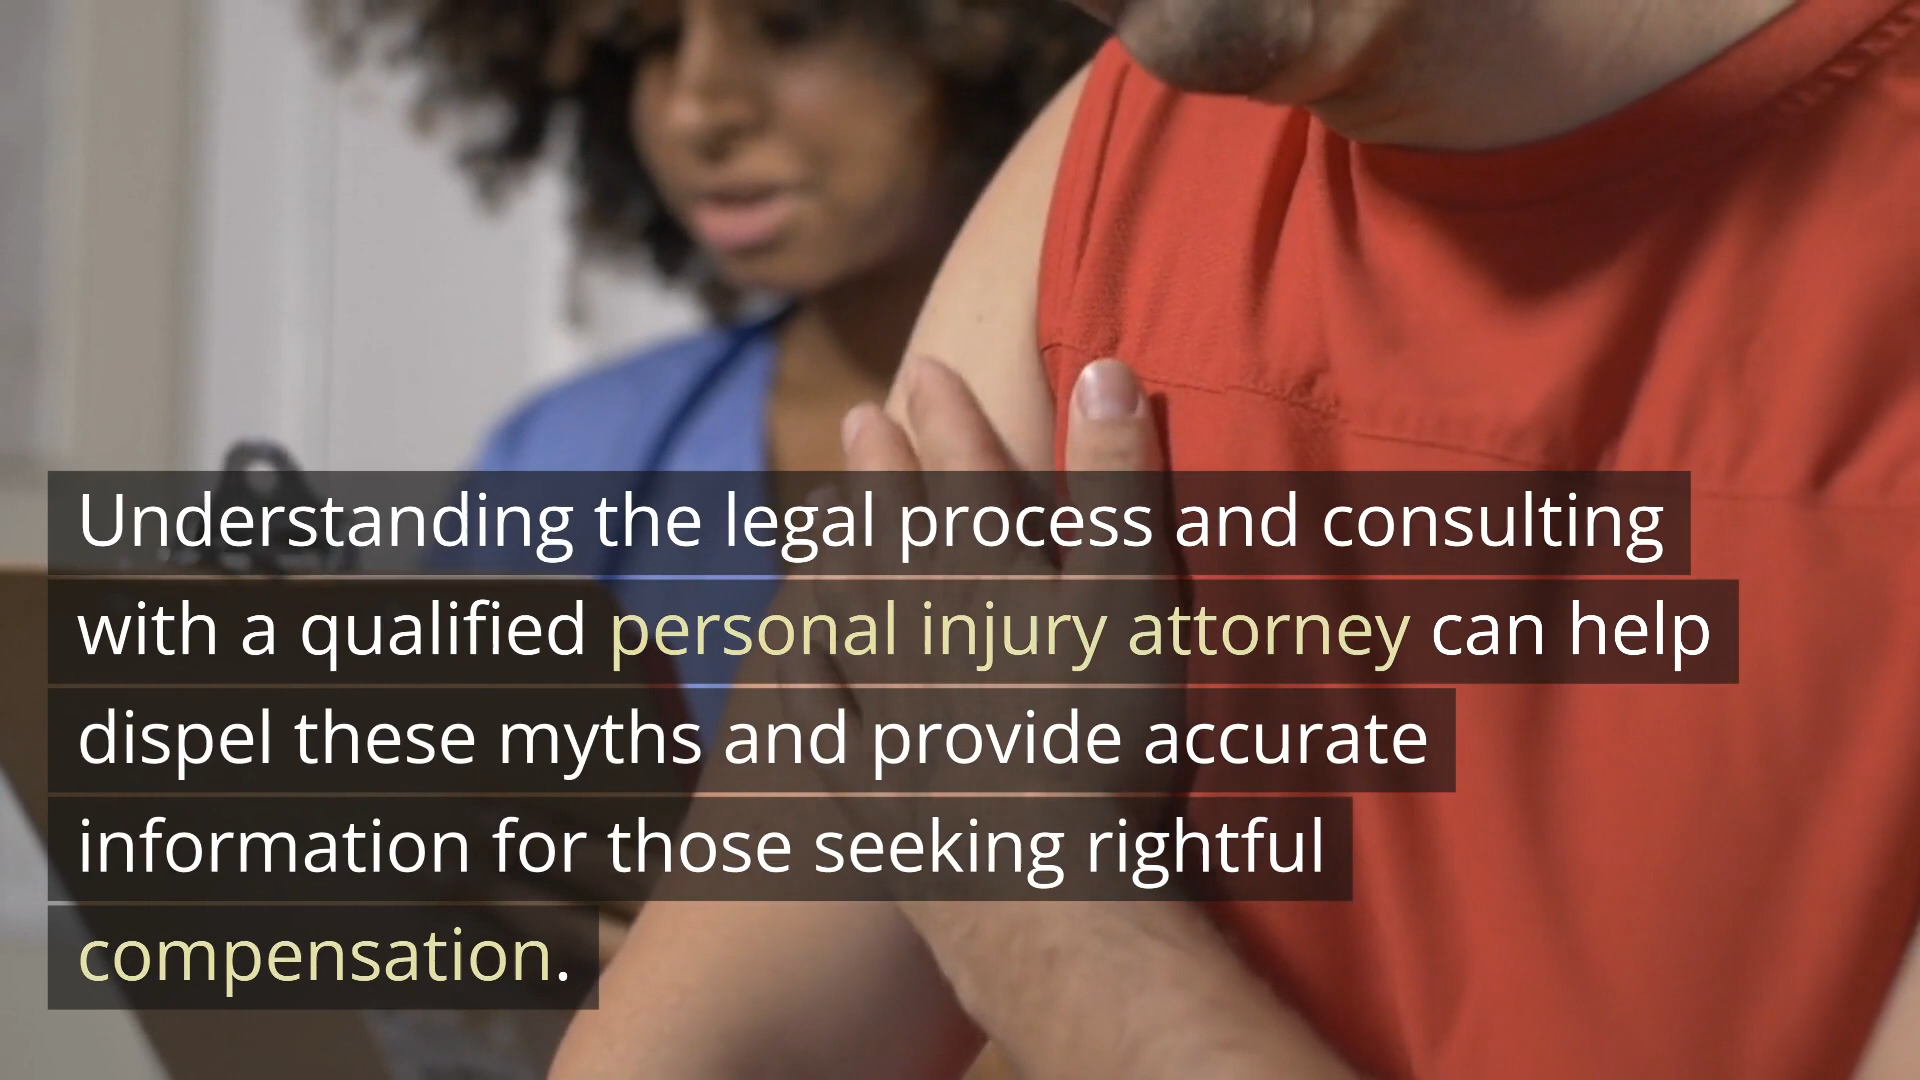 Understanding the legal process and consulting
with a qualified personal injury attorney can help
dispel these myths and provide accurate
information for those seeking rightful
compensation.